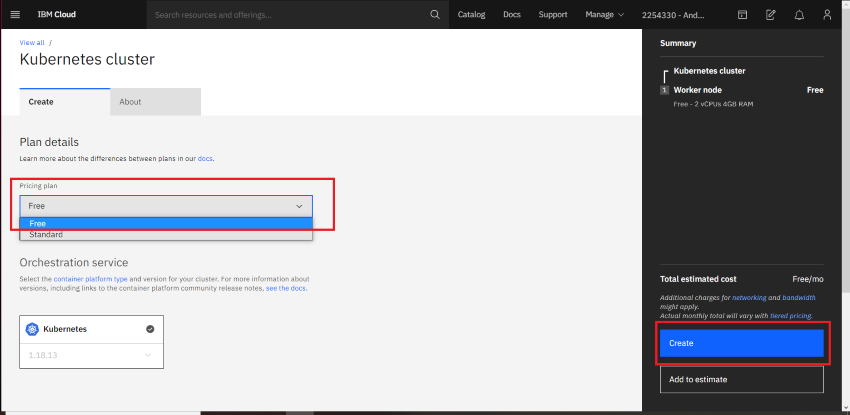 IBM Cloud
Search resources and offerings...
Catalog
Docs
Support
Manage
2254330 - And...
View all /
Kubernetes cluster
Create
About
Plan details
Learn more about the differences between plans in our docs.
Pricing plan
Free
Free
Standard
Orchestration service
Select the container platform type and version for your cluster. For more information about
versions, including links to the container platform community release notes, see the docs.
Kubernetes
1.18.13
Summary
Kubernetes cluster
1 Worker node Free
Free - 2 vCPUs 4GB RAM
Total estimated cost Free/mo
Additional charges for networking and bandwidth
might apply.
Actual monthly total will vary with tiered pricing.
Create
Add to estimate